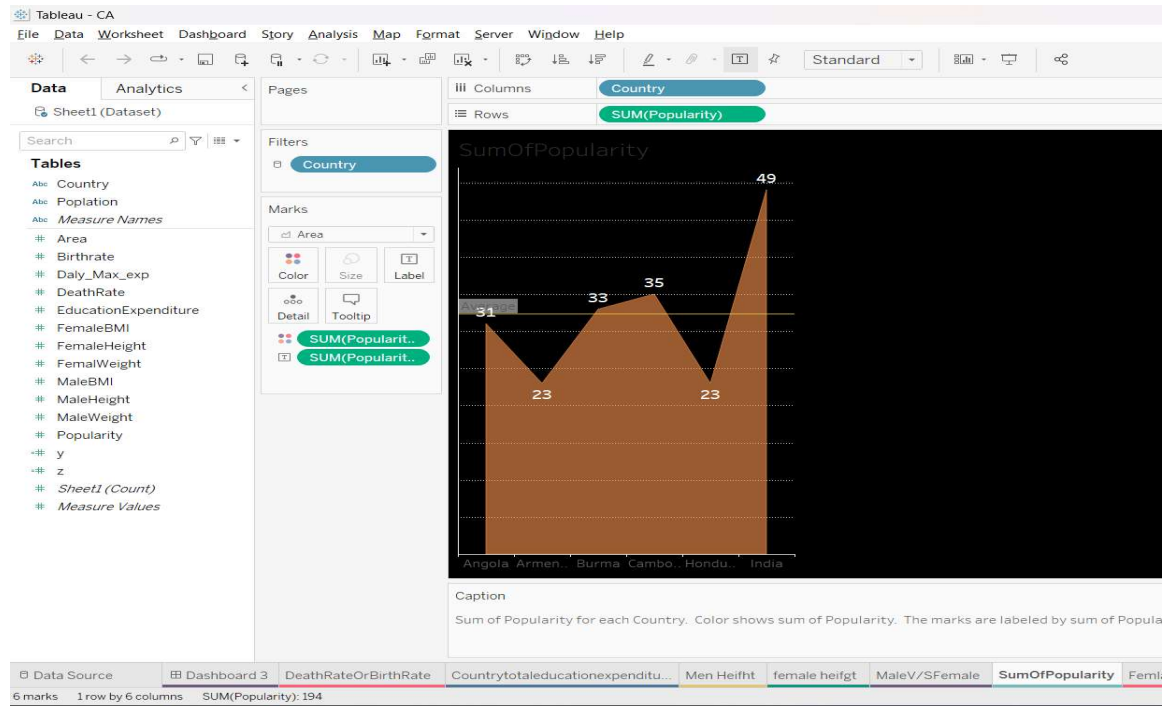 Tableau - CA
File Data Worksheet Dashboard Story Analysis Map Format Server Window Help
Standard
Data Analytics
Sheet1 (Dataset)
Search
Tables
Abc Country
Abc Poplation
Abc Measure Names
# Area
# Birthrate
# Daly_Max_exp
# DeathRate
# EducationExpenditure
# FemaleBMI
# FemaleHeight
# FemalWeight
# MaleBMI
# MaleHeight
# MaleWeight
# Popularity
=# y
=# z
# Sheet1 (Count)
# Measure Values
Pages
Filters
Country
Marks
Area
Color Size Label
Detail Tooltip
SUM(Popularit..
SUM(Popularit..
iii Columns Country
Rows SUM(Popularity)
SumOfPopularity
49
35
33
Average
31
23 23
Angola Armen.. Burma Cambo.. Hondu.. India
Caption
Sum of Popularity for each Country. Color shows sum of Popularity. The marks are labeled by sum of Popula
Data Source Dashboard 3 DeathRateOrBirthRate Countrytotaleducationexpenditu... Men Heifht female heifgt MaleV/SFemale SumOfPopularity Femla
6 marks 1 row by 6 columns SUM(Popularity): 194